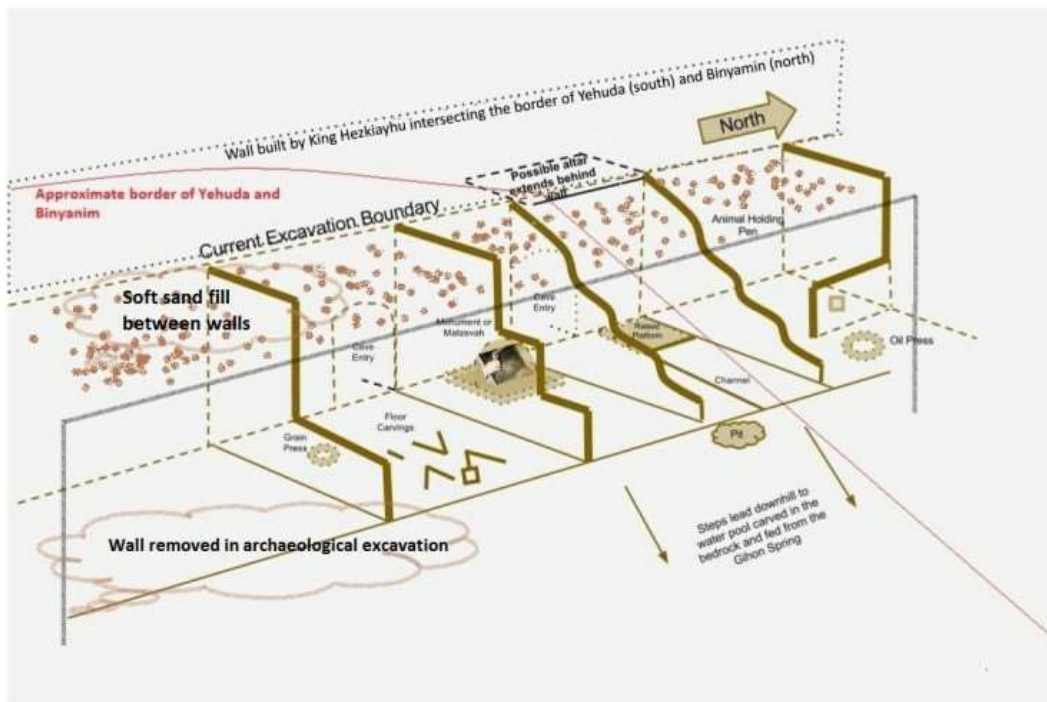 Wall built by King Hezkiayhu intersecting the border of Yehuda (south) and Binyamin (north)
North
Approximate border of Yehuda and
Binyanim
Possible altar
extends behind
wall
Current Excavation Boundary
Animal Holding
Pen
Soft sand fill
between walls
Cave
Entry
Monument or
Matzevah
Cave
Entry
Raised
Platform
Oil Press
Channel
Floor
Carvings
Grain
Press
Pit
Steps lead downhill to
water pool carved in the
bedrock and fed from the
Gihon Spring
Wall removed in archaeological excavation